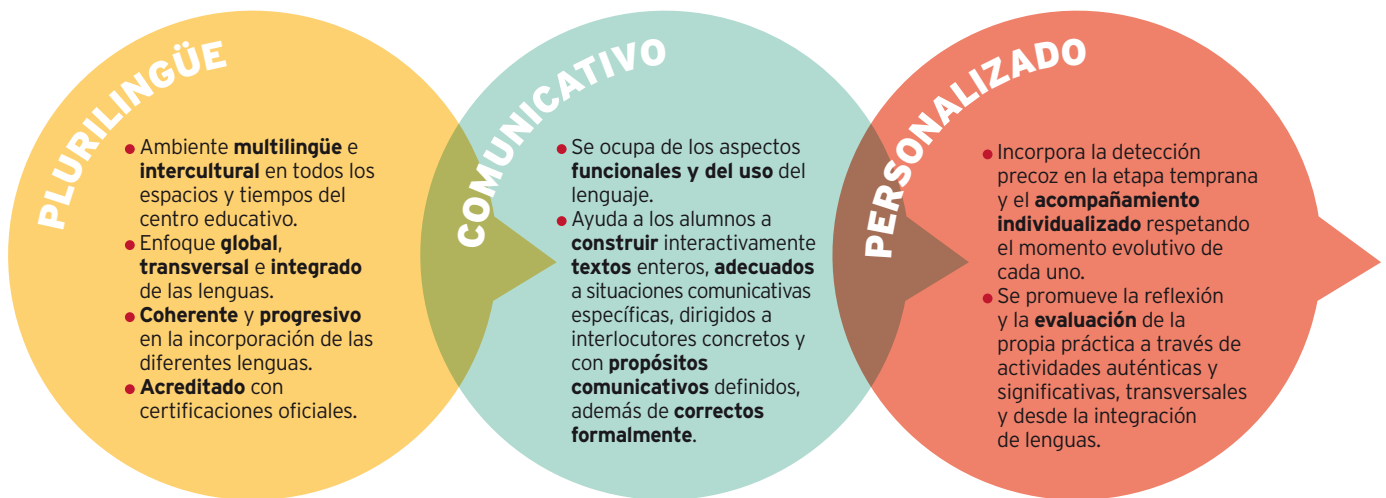 PLURILINGÜE
● Ambiente multilingüe e
intercultural en todos los
espacios y tiempos del
centro educativo.
● Enfoque global,
transversal e integrado
de las lenguas.
● Coherente y progresivo
en la incorporación de las
diferentes lenguas.
● Acreditado con
certificaciones oficiales.
COMUNICATIVO
● Se ocupa de los aspectos
funcionales y del uso del
lenguaje.
● Ayuda a los alumnos a
construir interactivamente
textos enteros, adecuados
a situaciones comunicativas
específicas, dirigidos a
interlocutores concretos y
con propósitos
comunicativos definidos,
además de correctos
formalmente.
PERSONALIZADO
● Incorpora la detección
precoz en la etapa temprana
y el acompañamiento
individualizado respetando
el momento evolutivo de
cada uno.
● Se promueve la reflexión
y la evaluación de la
propia práctica a través de
actividades auténticas y
significativas, transversales
y desde la integración
de lenguas.